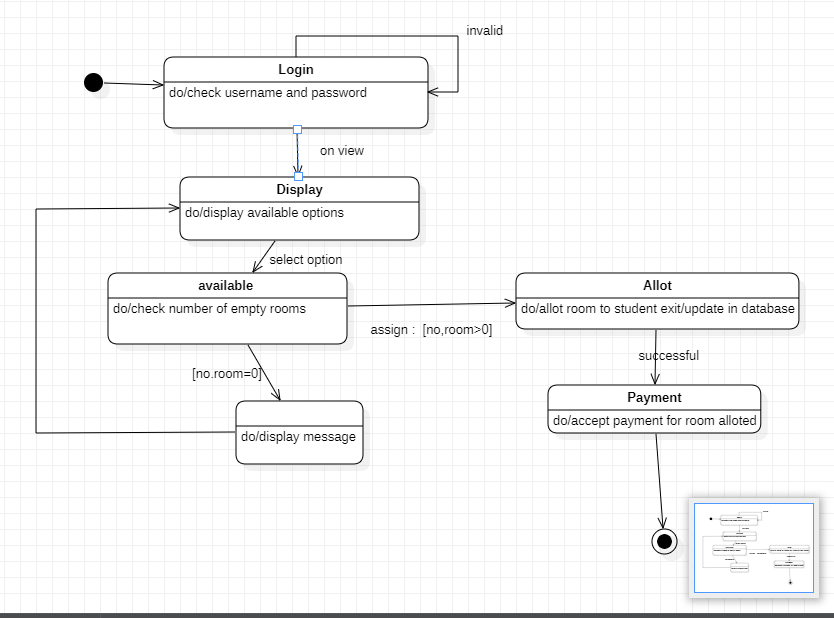 invalid
Login
do/check username and password
on view
Display
do/display available options
select option
available
do/check number of empty rooms
Allot
do/allot room to student exit/update in database
assign : [no,room>0]
successful
[no.room=0]
Payment
do/accept payment for room alloted
do/display message